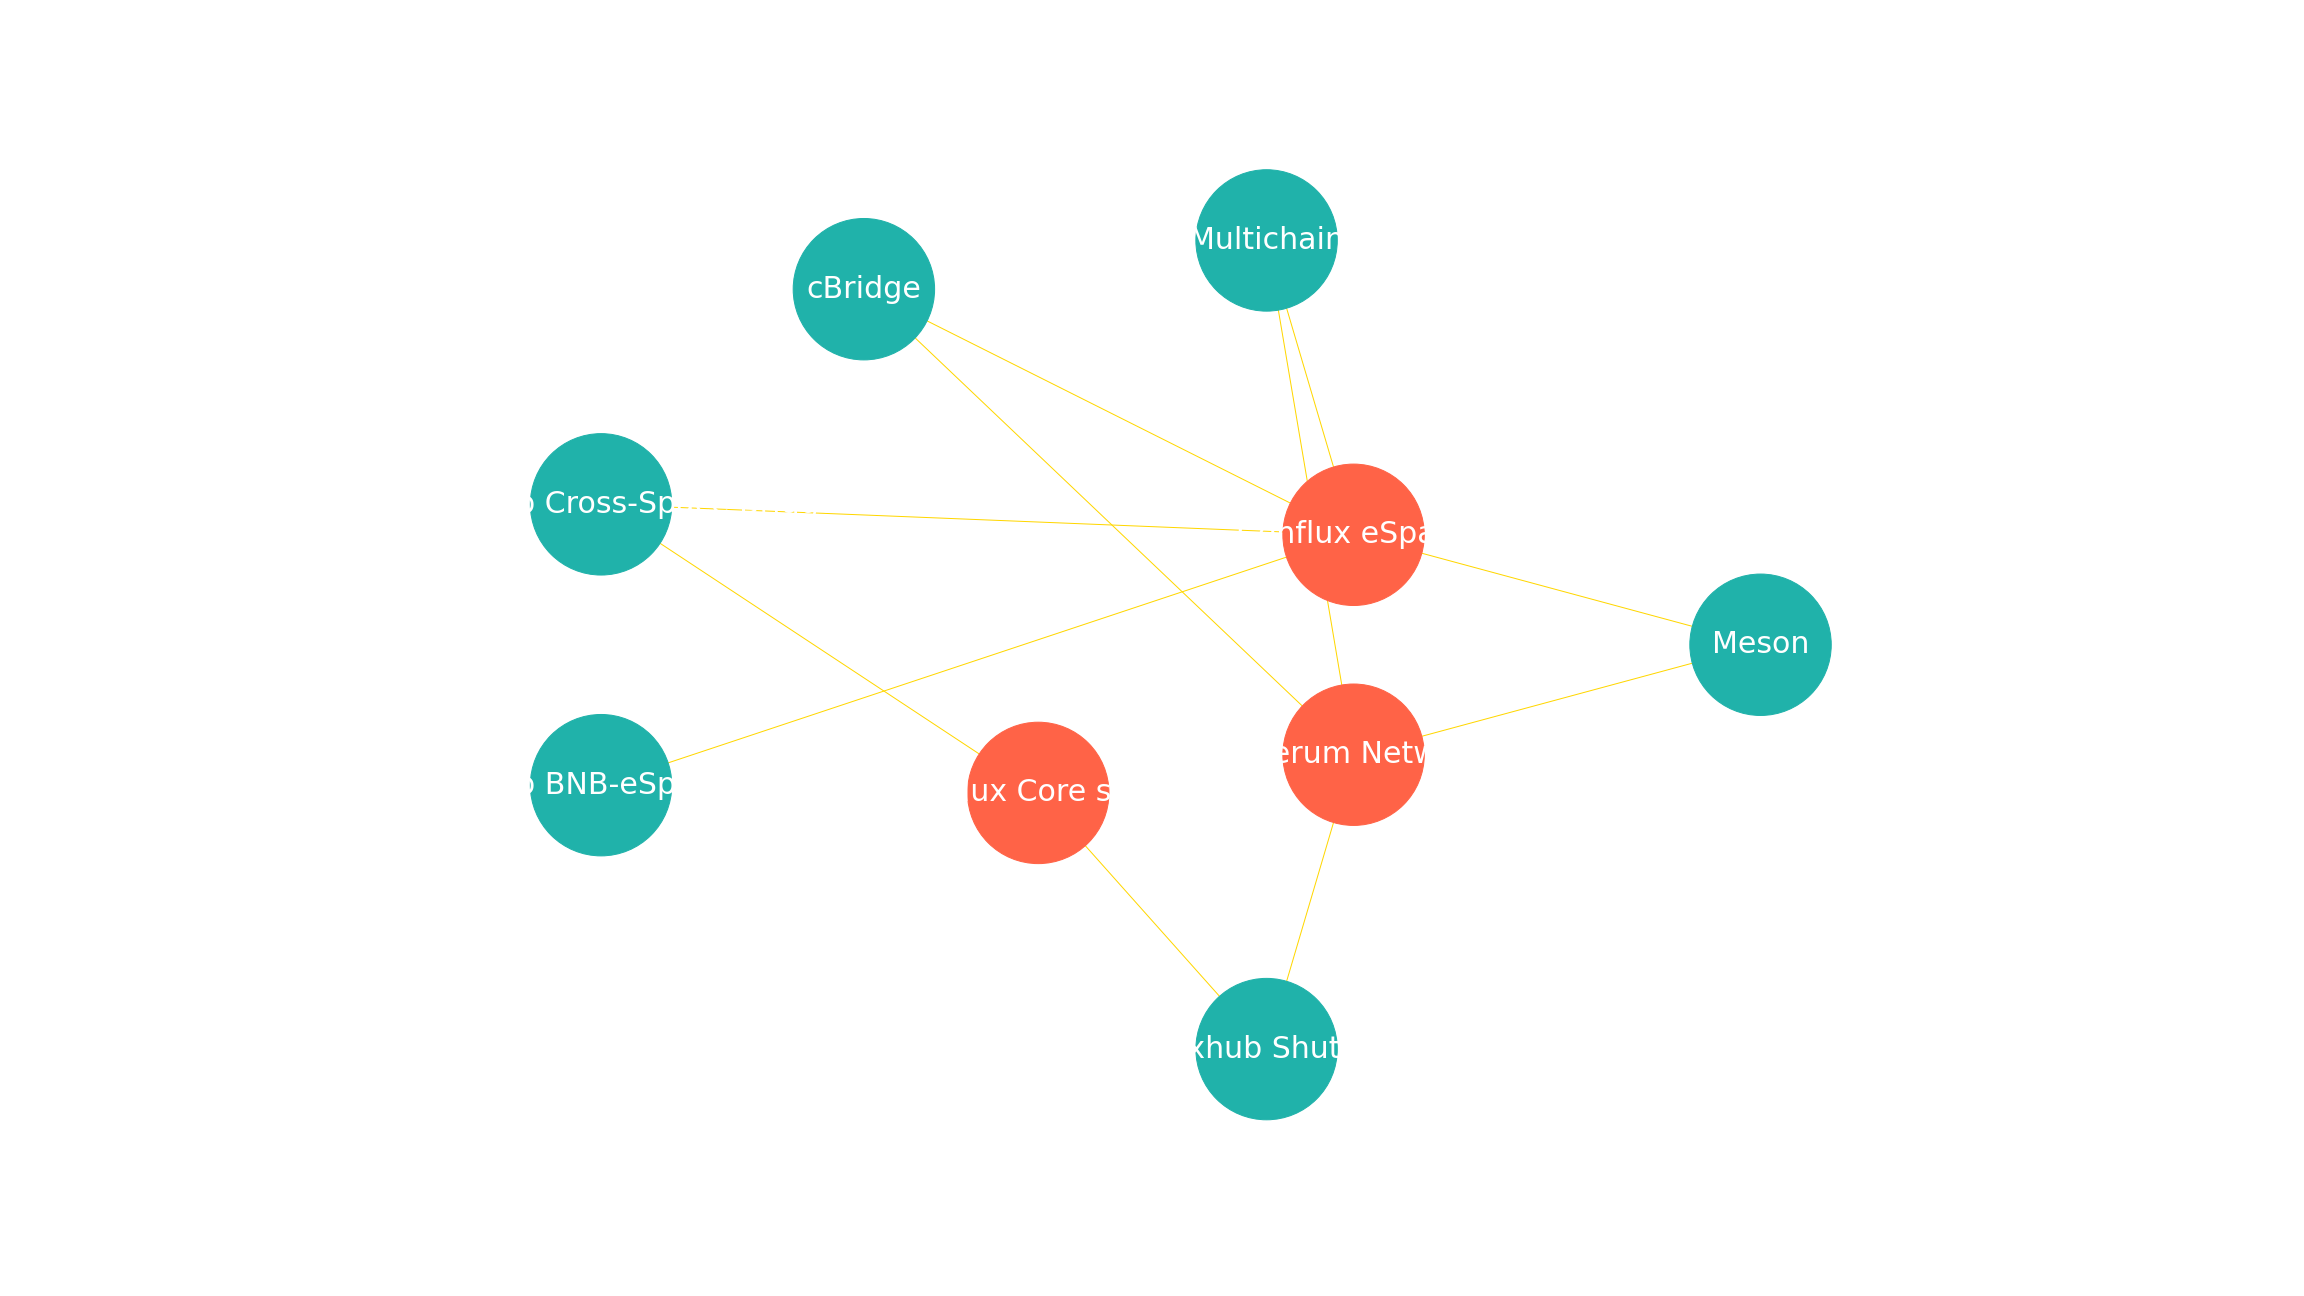 Multichain
cBridge
Cross-Sp
nflux eSpa
Meson
erum Netw
BNB-eSp
ux Core s
xhub Shut